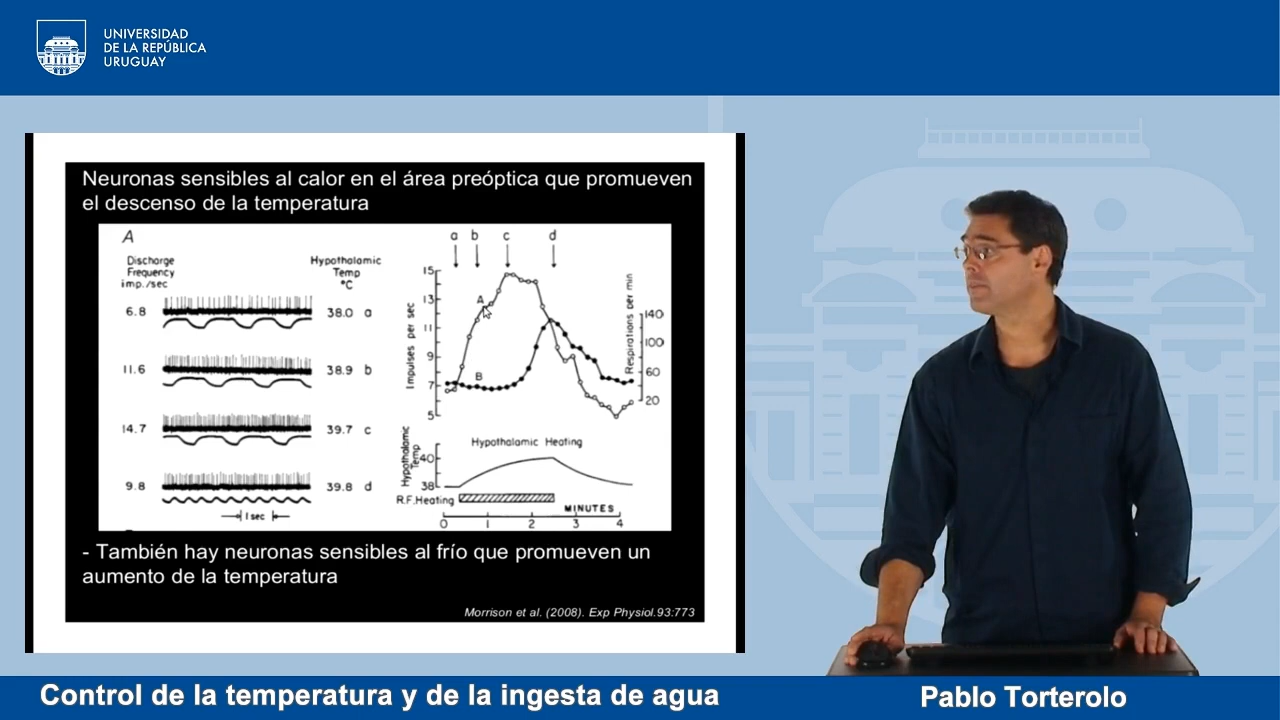 UNIVERSIDAD
DE LA REPÚBLICA
URUGUAY
Neuronas sensibles al calor en el área preóptica que promueven
el descenso de la temperatura
A
Discharge
Frequency
imp./sec
Hypothalamic
Temp
°C
6.8
38.0 a
11.6
38.9 b
14.7
39.7 c
9.8
39.8 d
1 sec
a b c d
Impulses per sec
15
13
11
9
7
5
A
B
Respirations per min
140
100
60
20
Hypothalamic Temp
40
38
Hypothalamic Heating
R.F. Heating
MINUTES
0 1 2 3 4
- También hay neuronas sensibles al frío que promueven un
aumento de la temperatura
Morrison et al. (2008). Exp Physiol.93:773
Control de la temperatura y de la ingesta de agua
Pablo Torterolo